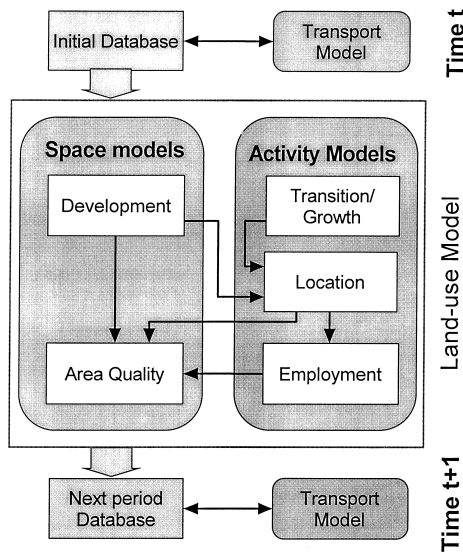 Initial Database
Transport
Model
Time t
Space models
Activity Models
Development
Transition/
Growth
Location
Area Quality
Employment
Land-use Model
Next period
Database
Transport
Model
Time t+1